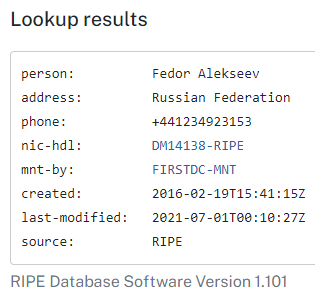 Lookup results
person: Fedor Alekseev
address: Russian Federation
phone: +441234923153
nic-hdl: DM14138-RIPE
mnt-by: FIRSTDC-MNT
created: 2016-02-19T15:41:15Z
last-modified: 2021-07-01T00:10:27Z
source: RIPE
RIPE Database Software Version 1.101